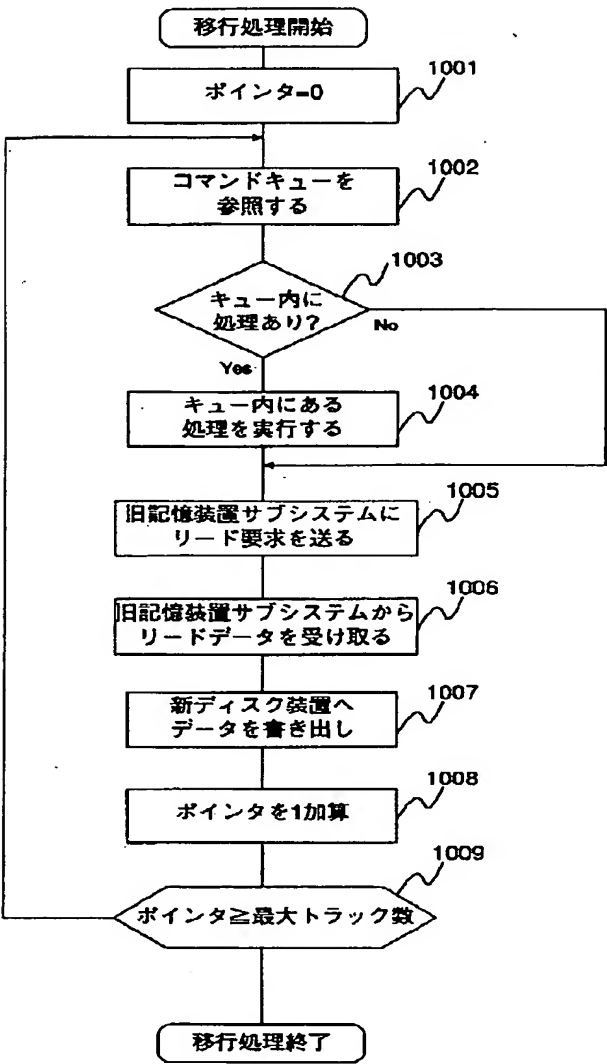 移行処理開始
1001
ポインタ=0
1002
コマンドキューを
参照する
1003
キュー内に
処理あり?
No
Yes
1004
キュー内にある
処理を実行する
1005
旧記憶装置サブシステムに
リード要求を送る
1006
旧記憶装置サブシステムから
リードデータを受け取る
1007
新ディスク装置へ
データを書き出し
1008
ポインタを1加算
1009
ポインタ≧最大トラック数
移行処理終了